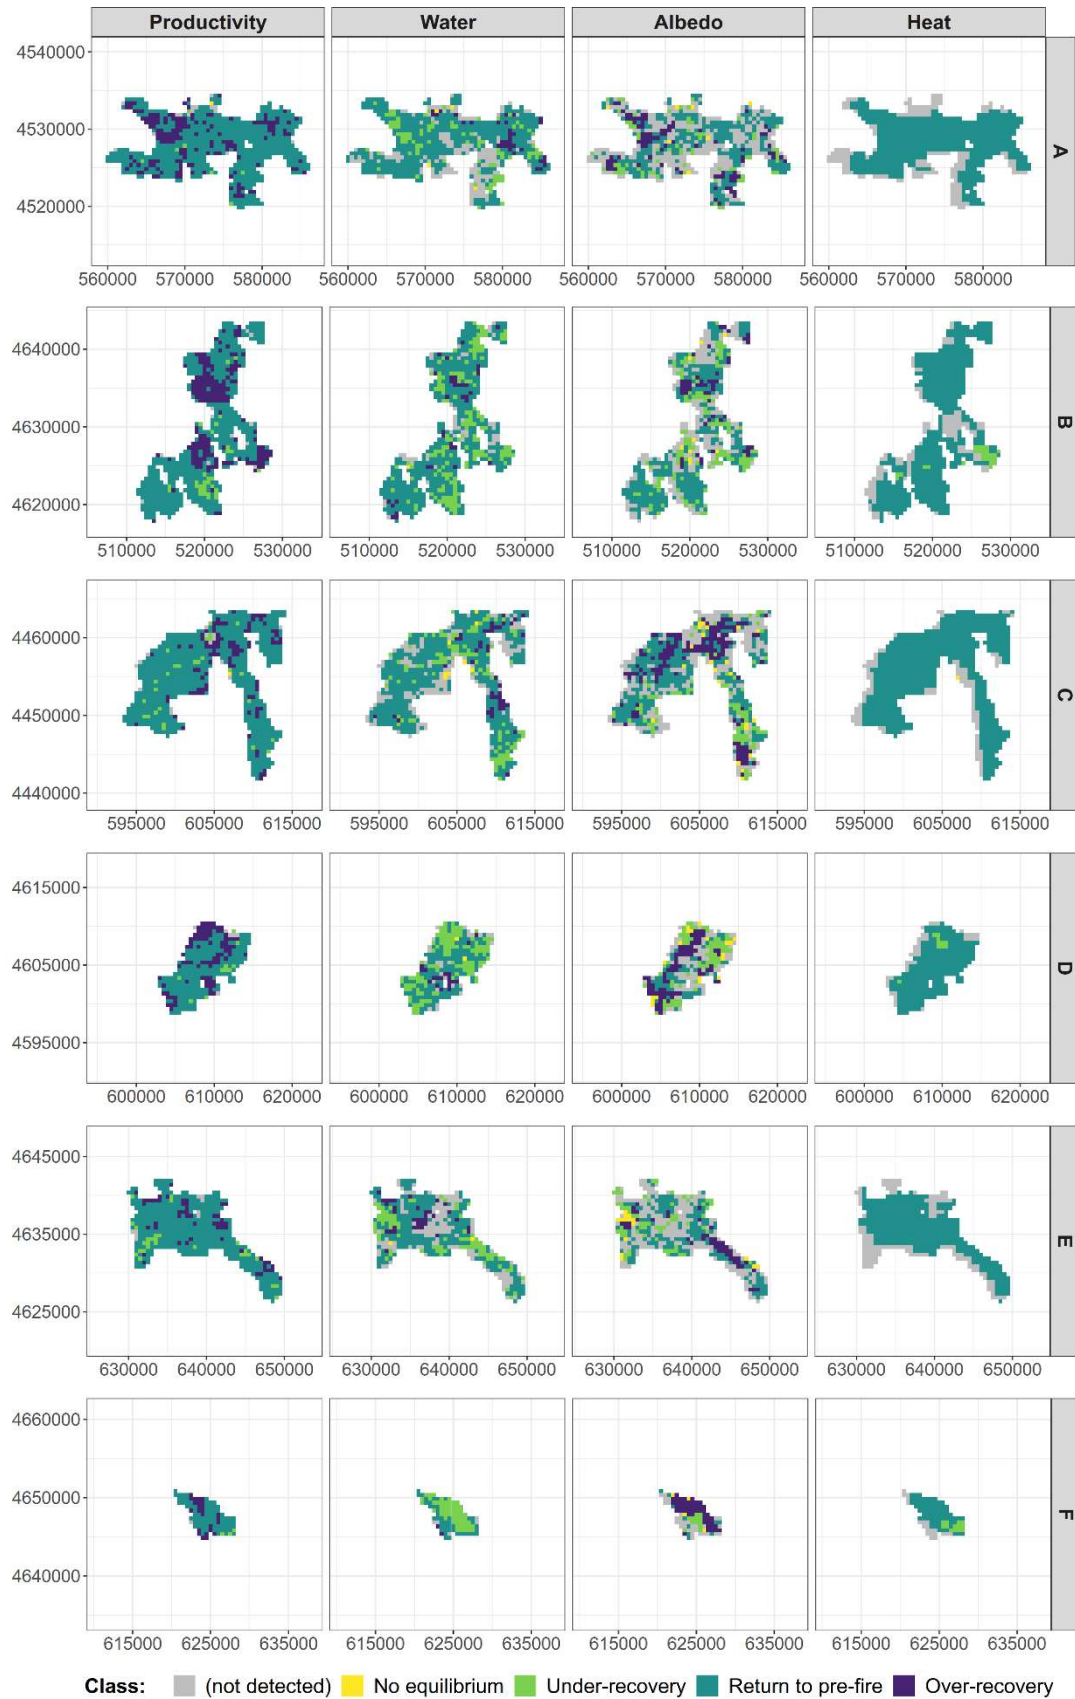 Productivity Water Albedo Heat
4540000
4530000
4520000
A
560000 570000 580000 560000 570000 580000 560000 570000 580000 560000 570000 580000
4640000
4630000
4620000
B
510000 520000 530000 510000 520000 530000 510000 520000 530000 510000 520000 530000
4460000
4450000
4440000
C
595000 605000 615000 595000 605000 615000 595000 605000 615000 595000 605000 615000
4615000
4605000
4595000
D
600000 610000 620000 600000 610000 620000 600000 610000 620000 600000 610000 620000
4645000
4635000
4625000
E
630000 640000 650000 630000 640000 650000 630000 640000 650000 630000 640000 650000
4660000
4650000
4640000
F
615000 625000 635000 615000 625000 635000 615000 625000 635000 615000 625000 635000
Class: (not detected) No equilibrium Under-recovery Return to pre-fire Over-recovery